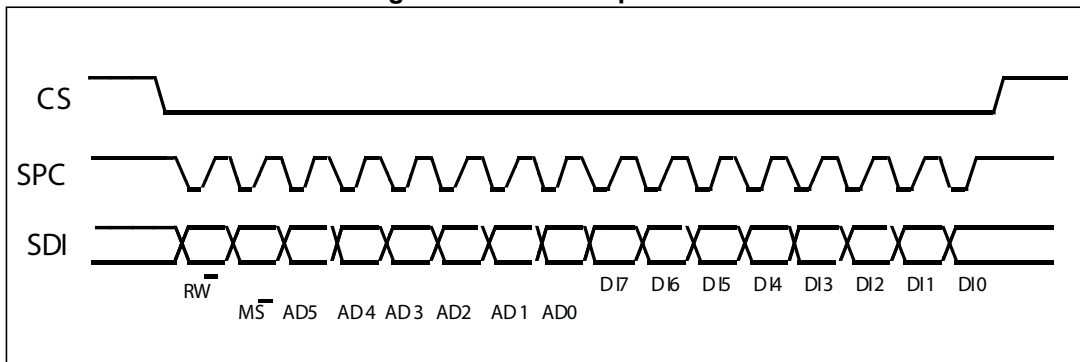 CS
SPC
SDI
RW
DI7 DI6 DI5 DI4 DI3 DI2 DI1 DI0
MS AD5 AD4 AD3 AD2 AD1 AD0